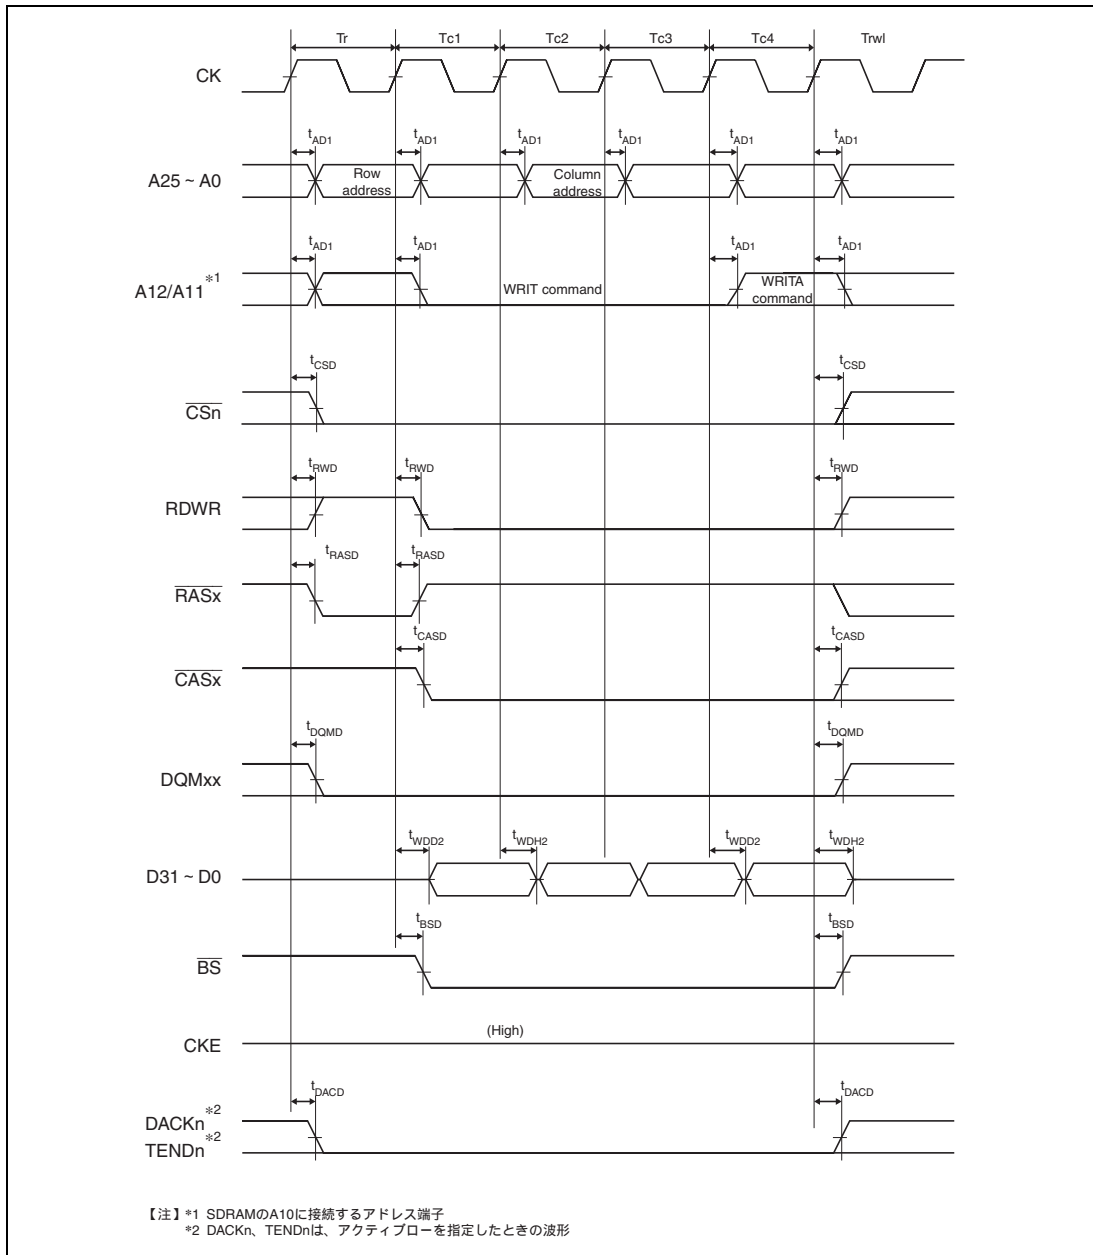 Tr Tc1 Tc2 Tc3 Tc4 Trwl
CK
tAD1 tAD1 tAD1 tAD1 tAD1 tAD1
A25 ~ A0
Row address
Column address
tAD1 tAD1 tAD1 tAD1
A12/A11 *1
WRIT command
WRITA command
tCSD tCSD
CSn
tRWD tRWD tRWD
RDWR
tRASD tRASD
RASx
tCASD tCASD
CASx
tDQMD tDQMD
DQMxx
tWDD2 tWDH2 tWDD2 tWDH2
D31 ~ D0
tBSD tBSD
BS
(High)
CKE
tDACD tDACD
DACKn *2
TENDn *2
【注】*1 SDRAMのA10に接続するアドレス端子
*2 DACKn、TENDnは、アクティブローを指定したときの波形